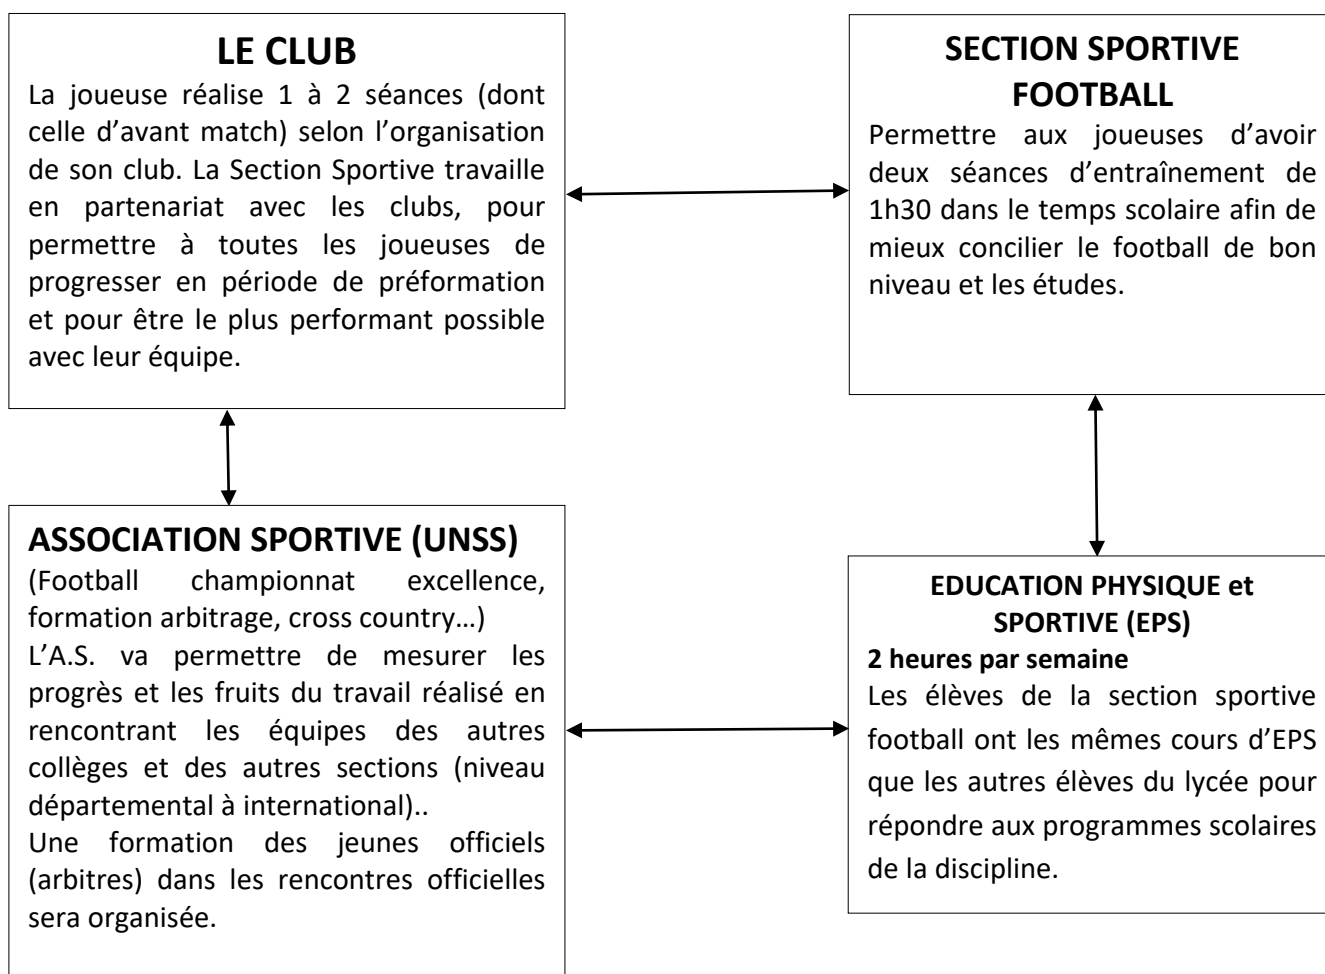 LE CLUB
La joueuse réalise 1 à 2 séances (dont
celle d’avant match) selon l’organisation
de son club. La Section Sportive travaille
en partenariat avec les clubs, pour
permettre à toutes les joueuses de
progresser en période de préformation
et pour être le plus performant possible
avec leur équipe.
SECTION SPORTIVE
FOOTBALL
Permettre aux joueuses d’avoir
deux séances d’entraînement de
1h30 dans le temps scolaire afin de
mieux concilier le football de bon
niveau et les études.
ASSOCIATION SPORTIVE (UNSS)
(Football championnat excellence,
formation arbitrage, cross country…)
L’A.S. va permettre de mesurer les
progrès et les fruits du travail réalisé en
rencontrant les équipes des autres
collèges et des autres sections (niveau
départemental à international)..
Une formation des jeunes officiels
(arbitres) dans les rencontres officielles
sera organisée.
EDUCATION PHYSIQUE et
SPORTIVE (EPS)
2 heures par semaine
Les élèves de la section sportive
football ont les mêmes cours d’EPS
que les autres élèves du lycée pour
répondre aux programmes scolaires
de la discipline.